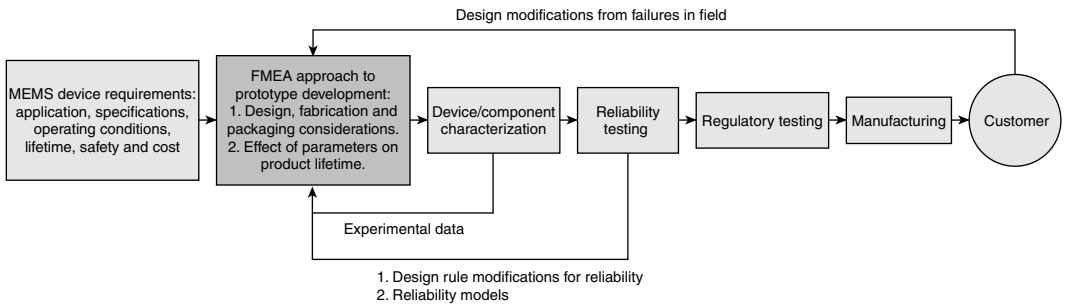 Design modifications from failures in field
MEMS device requirements:
application, specifications,
operating conditions,
lifetime, safety and cost
FMEA approach to
prototype development:
1. Design, fabrication and
packaging considerations.
2. Effect of parameters on
product lifetime.
Device/component
characterization
Reliability
testing
Regulatory testing
Manufacturing
Customer
Experimental data
1. Design rule modifications for reliability
2. Reliability models